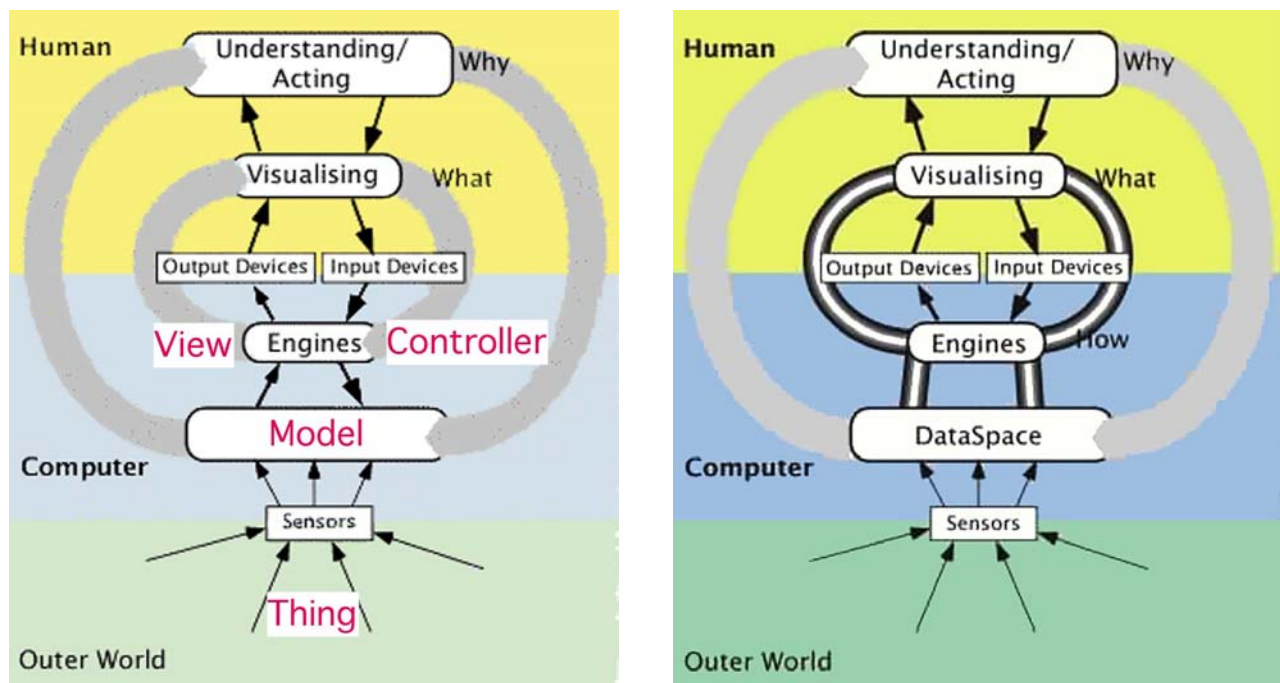 Human
Understanding/
Acting
Why
Visualising
What
Output Devices
Input Devices
View
Engines
Controller
Model
Computer
Sensors
Thing
Outer World
Human
Understanding/
Acting
Why
Visualising
What
Output Devices
Input Devices
Engines
How
DataSpace
Computer
Sensors
Outer World